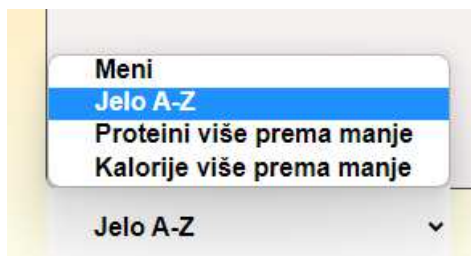 Meni
Jelo A-Z
Proteini više prema manje
Kalorije više prema manje
Jelo A-Z